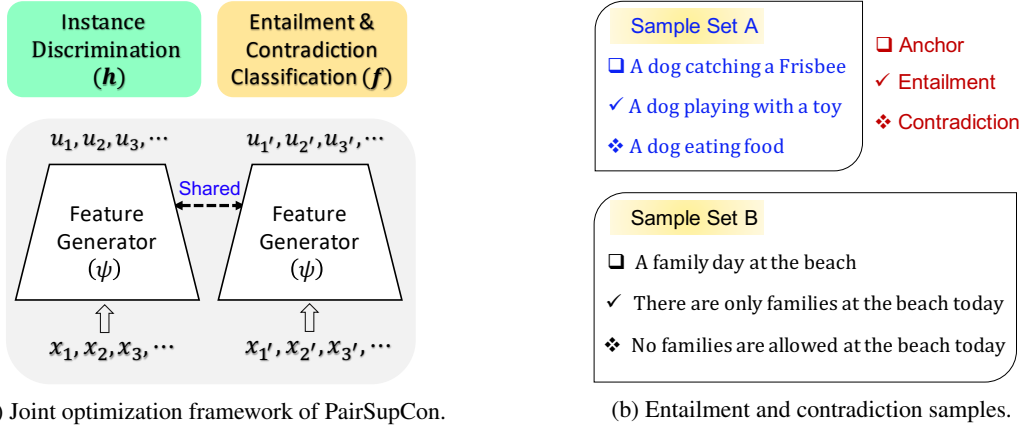 Instance
Discrimination
(h)
Entailment &
Contradiction
Classification (f)
u₁, u₂, u₃, ⋯
u₁′, u₂′, u₃′, ⋯
Shared
Feature
Generator
(ψ)
Feature
Generator
(ψ)
x₁, x₂, x₃, ⋯
x₁′, x₂′, x₃′, ⋯
) Joint optimization framework of PairSupCon.
Sample Set A
❑ A dog catching a Frisbee
✓ A dog playing with a toy
❖ A dog eating food
❑ Anchor
✓ Entailment
❖ Contradiction
Sample Set B
❑ A family day at the beach
✓ There are only families at the beach today
❖ No families are allowed at the beach today
(b) Entailment and contradiction samples.